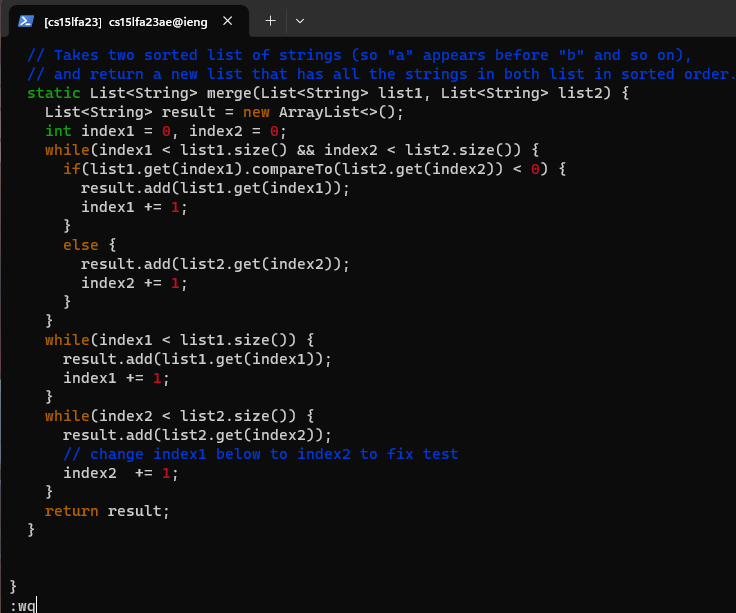 [cs15lfa23] cs15lfa23ae@ieng
// Takes two sorted list of strings (so "a" appears before "b" and so on),
// and return a new list that has all the strings in both list in sorted order.
static List<String> merge(List<String> list1, List<String> list2) {
List<String> result = new ArrayList<>();
int index1 = 0, index2 = 0;
while(index1 < list1.size() && index2 < list2.size()) {
if(list1.get(index1).compareTo(list2.get(index2)) < 0) {
result.add(list1.get(index1));
index1 += 1;
}
else {
result.add(list2.get(index2));
index2 += 1;
}
}
while(index1 < list1.size()) {
result.add(list1.get(index1));
index1 += 1;
}
while(index2 < list2.size()) {
result.add(list2.get(index2));
// change index1 below to index2 to fix test
index2  += 1;
}
return result;
}
}
:wq